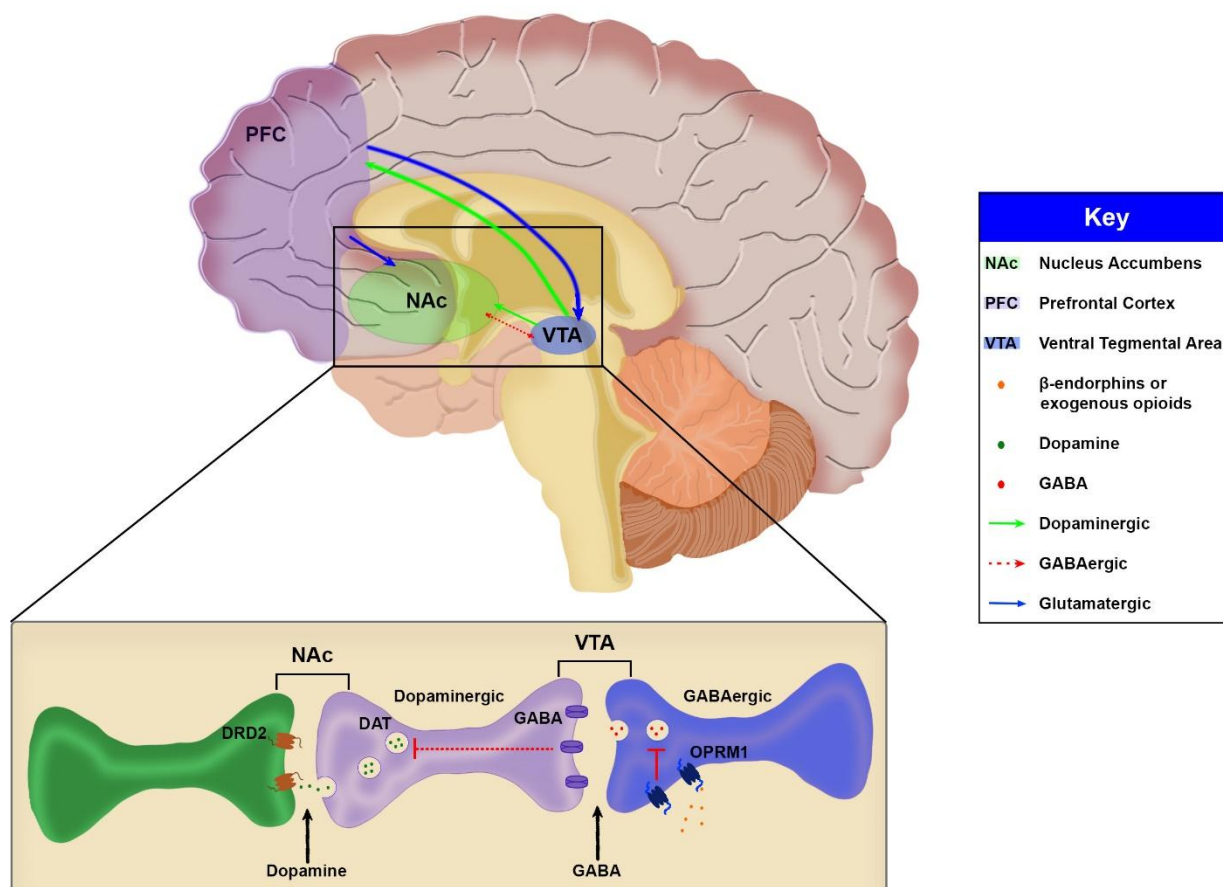 PFC
NAc
VTA
Key
NAc Nucleus Accumbens
PFC Prefrontal Cortex
VTA Ventral Tegmental Area
β-endorphins or
exogenous opioids
Dopamine
GABA
Dopaminergic
GABAergic
Glutamatergic
NAc
VTA
Dopaminergic
GABAergic
DRD2
DAT
GABA
OPRM1
Dopamine
GABA